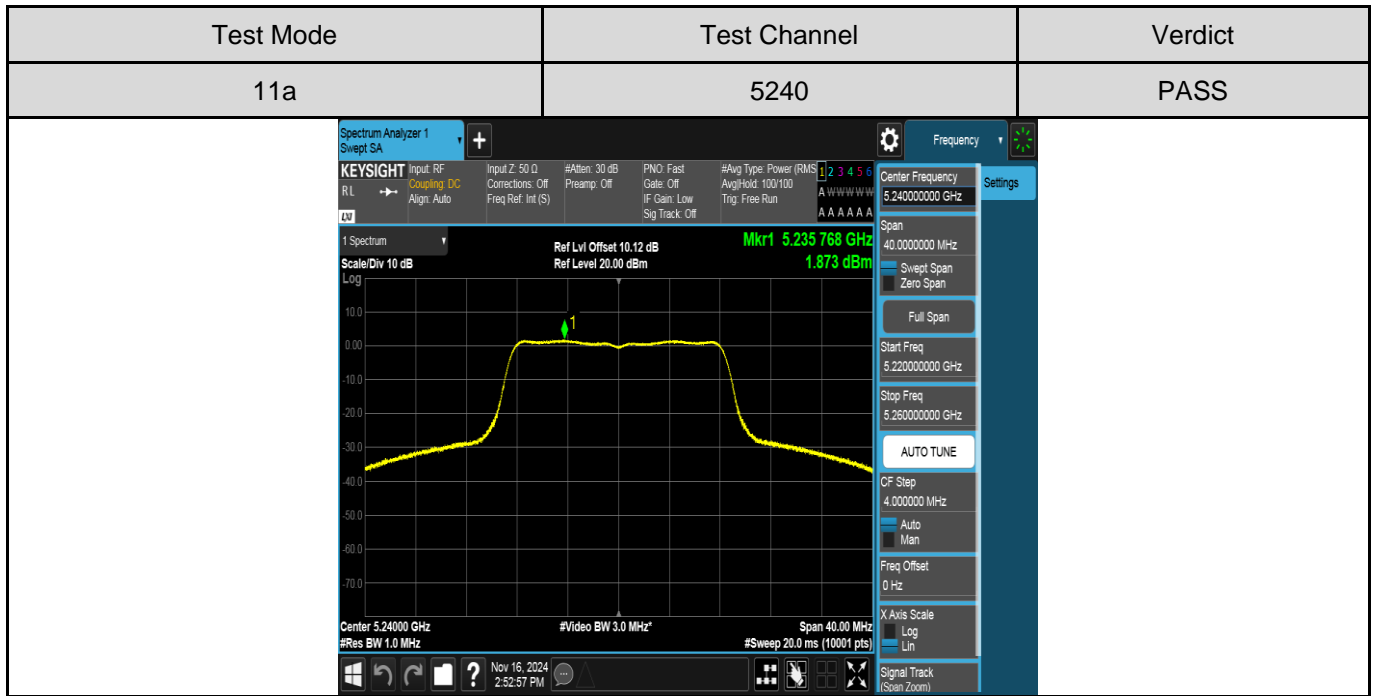 Test Mode Test Channel Verdict
11a 5240 PASS
Spectrum Analyzer 1
Swept SA
+
Frequency
KEYSIGHT
RL
LXI
Input: RF
Coupling: DC
Align: Auto
Input Z: 50 Ω
Corrections: Off
Freq Ref: Int (S)
#Atten: 30 dB
Preamp: Off
PNO: Fast
Gate: Off
IF Gain: Low
Sig Track: Off
#Avg Type: Power (RMS
Avg|Hold: 100/100
Trig: Free Run
1 2 3 4 5 6
A W W W W W
A A A A A A
1 Spectrum
Scale/Div 10 dB
Log
Ref Lvl Offset 10.12 dB
Ref Level 20.00 dBm
Mkr1 5.235 768 GHz
1.873 dBm
1
10.0
0.00
-10.0
-20.0
-30.0
-40.0
-50.0
-60.0
-70.0
Center 5.24000 GHz
#Res BW 1.0 MHz
#Video BW 3.0 MHz*
Span 40.00 MHz
#Sweep 20.0 ms (10001 pts)
?
Nov 16, 2024
2:52:57 PM
Center Frequency
5.240000000 GHz
Settings
Span
40.0000000 MHz
Swept Span
Zero Span
Full Span
Start Freq
5.220000000 GHz
Stop Freq
5.260000000 GHz
AUTO TUNE
CF Step
4.000000 MHz
Auto
Man
Freq Offset
0 Hz
X Axis Scale
Log
Lin
Signal Track
(Span Zoom)